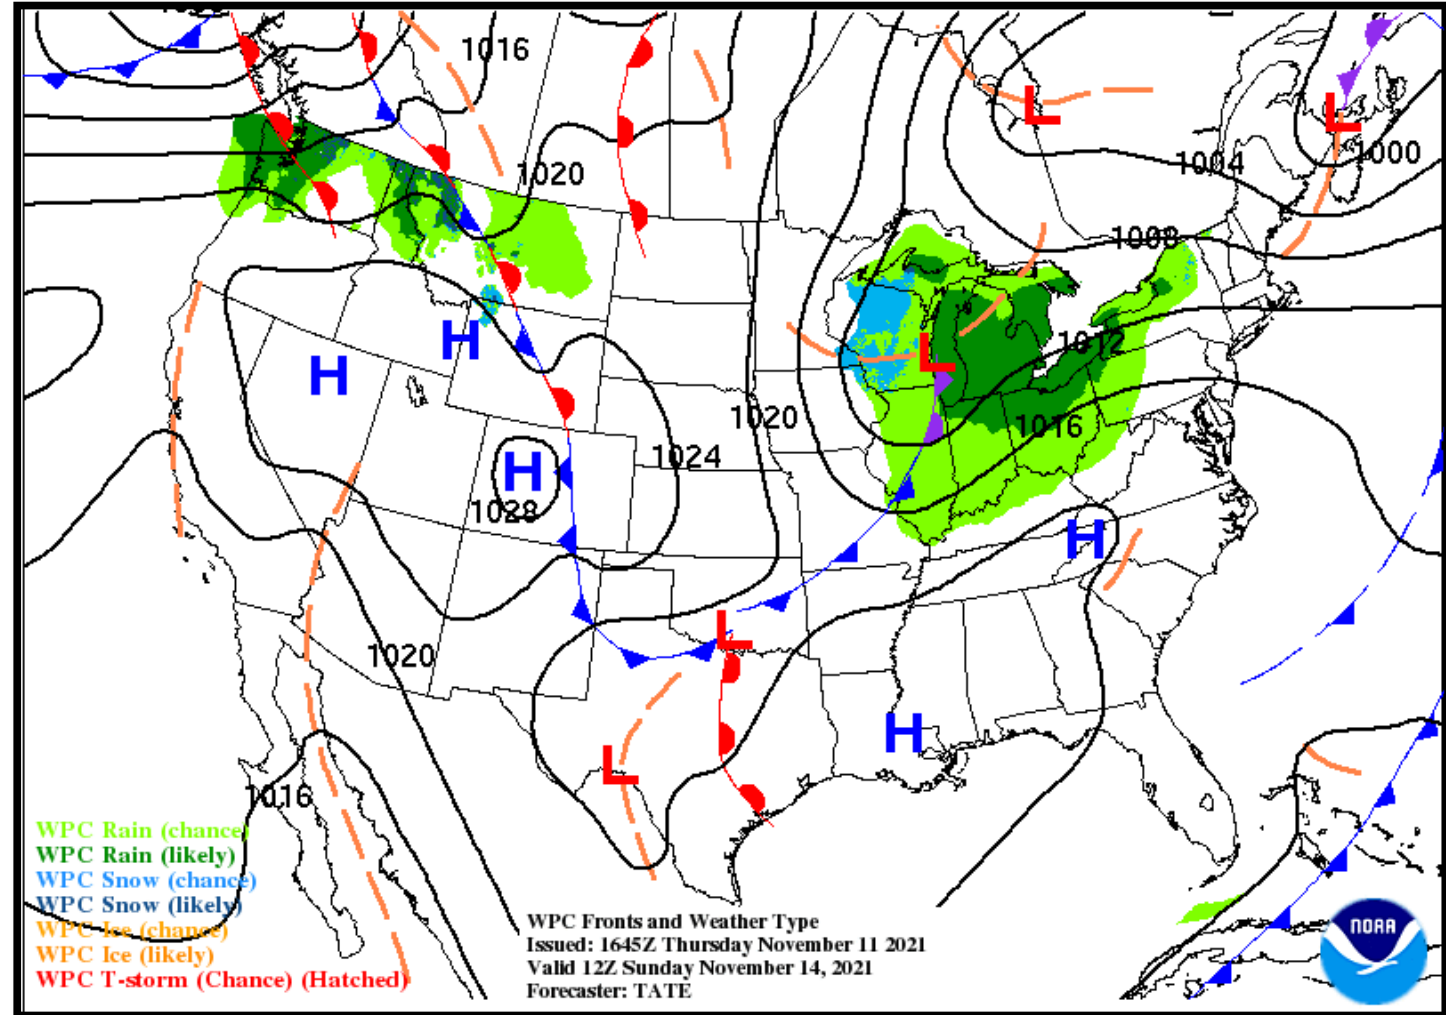 1016
1020
1004
1000
1008
1012
H
H
1020
1016
1024
H
1028
H
L
L
L
1020
L
H
L
1016
WPC Rain (chance)
WPC Rain (likely)
WPC Snow (chance)
WPC Snow (likely)
WPC Ice (chance)
WPC Ice (likely)
WPC T-storm (Chance) (Hatched)
WPC Fronts and Weather Type
Issued: 1645Z Thursday November 11 2021
Valid 12Z Sunday November 14, 2021
Forecaster: TATE
NOAA